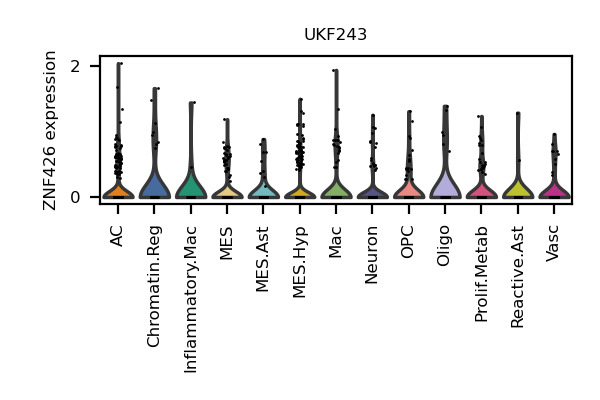 UKF243
ZNF426 expression
2
0
AC
Chromatin.Reg
Inflammatory.Mac
MES
MES.Ast
MES.Hyp
Mac
Neuron
OPC
Oligo
Prolif.Metab
Reactive.Ast
Vasc